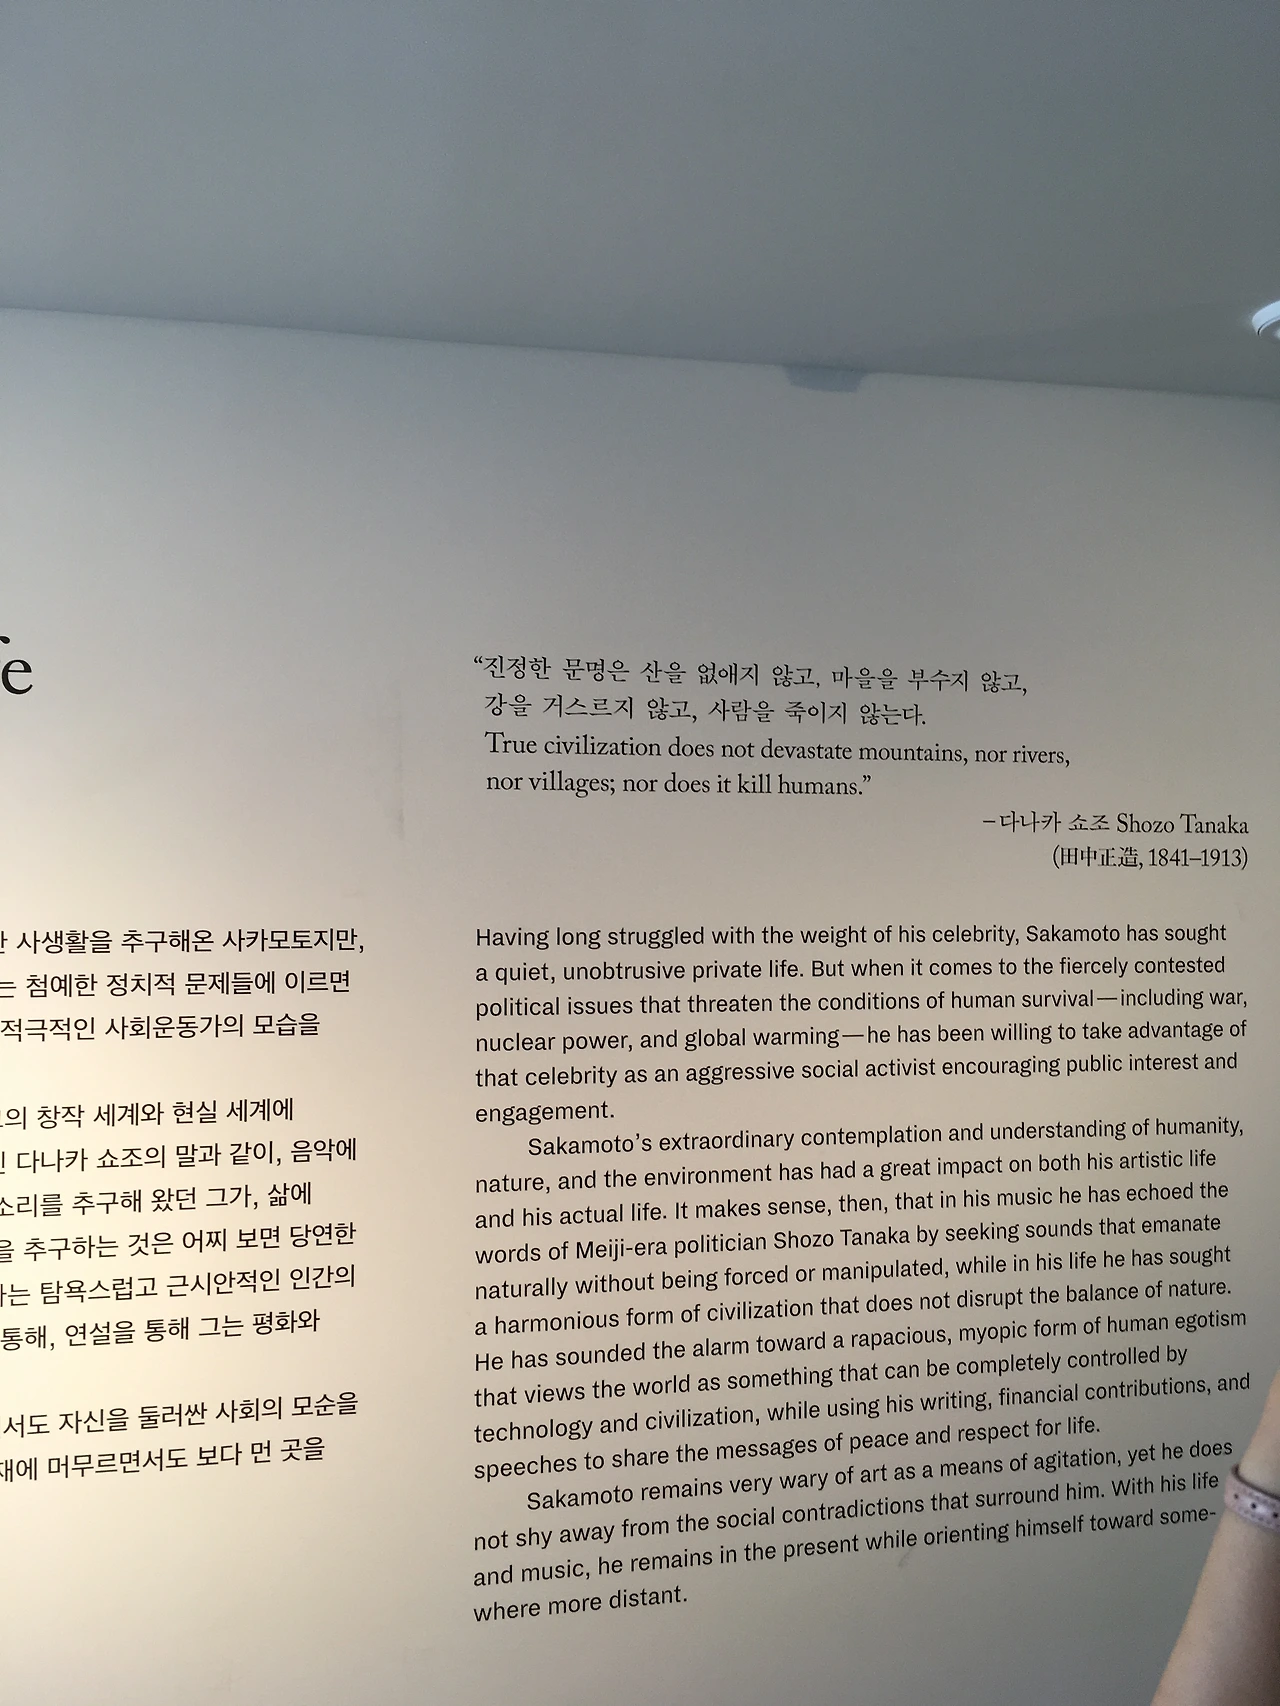 fe
“진정한 문명은 산을 없애지 않고, 마을을 부수지 않고,
강을 거스르지 않고, 사람을 죽이지 않는다.
True civilization does not devastate mountains, nor rivers,
nor villages; nor does it kill humans.”
–다나카 쇼조 Shozo Tanaka
(田中正造, 1841–1913)
사생활을 추구해온 사카모토지만,
는 첨예한 정치적 문제들에 이르면
적극적인 사회운동가의 모습을
의 창작 세계와 현실 세계에
다나카 쇼조의 말과 같이, 음악에
소리를 추구해 왔던 그가, 삶에
을 추구하는 것은 어찌 보면 당연한
하는 탐욕스럽고 근시안적인 인간의
통해, 연설을 통해 그는 평화와
서도 자신을 둘러싼 사회의 모순을
재에 머무르면서도 보다 먼 곳을
Having long struggled with the weight of his celebrity, Sakamoto has sought
a quiet, unobtrusive private life. But when it comes to the fiercely contested
political issues that threaten the conditions of human survival—including war,
nuclear power, and global warming—he has been willing to take advantage of
that celebrity as an aggressive social activist encouraging public interest and
engagement.
Sakamoto’s extraordinary contemplation and understanding of humanity,
nature, and the environment has had a great impact on both his artistic life
and his actual life. It makes sense, then, that in his music he has echoed the
words of Meiji-era politician Shozo Tanaka by seeking sounds that emanate
naturally without being forced or manipulated, while in his life he has sought
a harmonious form of civilization that does not disrupt the balance of nature.
He has sounded the alarm toward a rapacious, myopic form of human egotism
that views the world as something that can be completely controlled by
technology and civilization, while using his writing, financial contributions, and
speeches to share the messages of peace and respect for life.
Sakamoto remains very wary of art as a means of agitation, yet he does
not shy away from the social contradictions that surround him. With his life
and music, he remains in the present while orienting himself toward some-
where more distant.